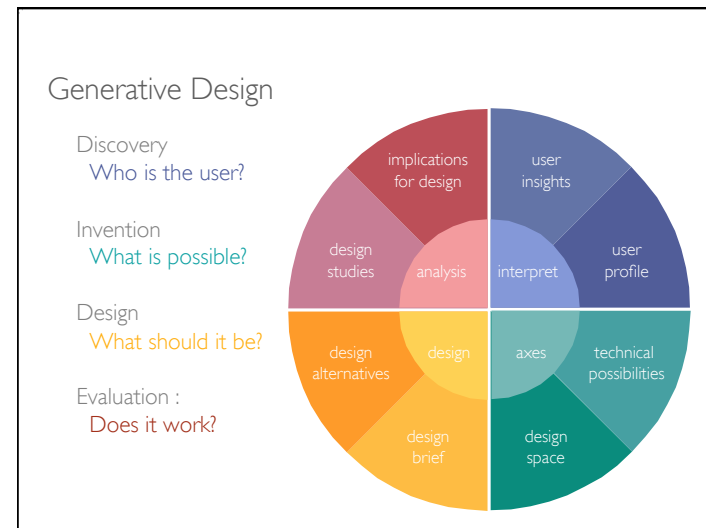 Generative Design
Discovery
Who is the user?
Invention
What is possible?
Design
What should it be?
Evaluation :
Does it work?
implications
for design
user
insights
design
studies
analysis
interpret
user
profile
design
alternatives
design
axes
technical
possibilities
design
brief
design
space